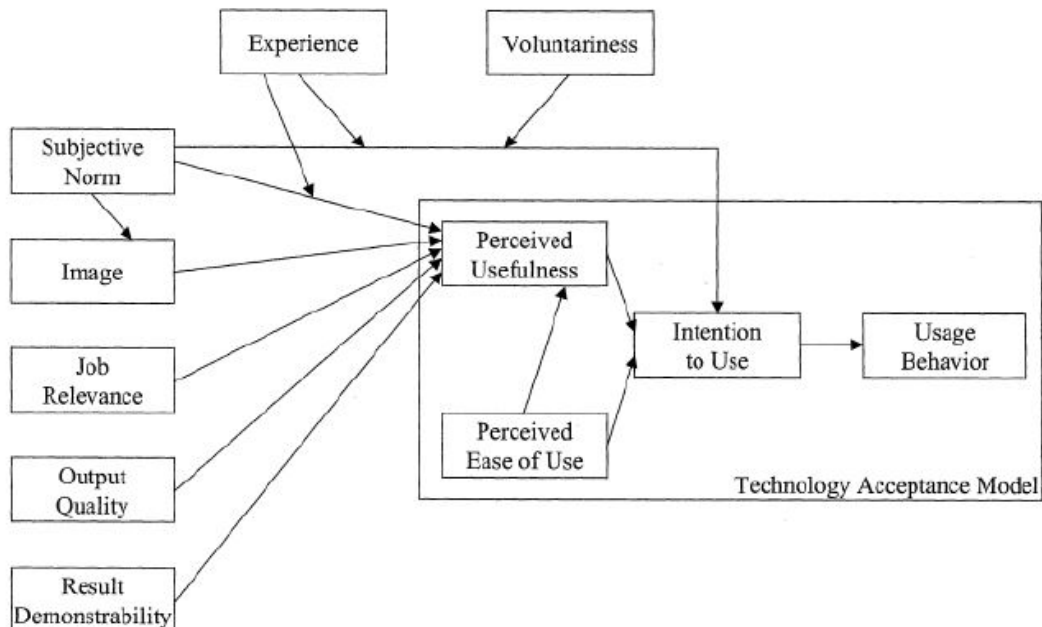 Experience
Voluntariness
Subjective
Norm
Image
Job
Relevance
Output
Quality
Result
Demonstrability
Perceived
Usefulness
Perceived
Ease of Use
Intention
to Use
Usage
Behavior
Technology Acceptance Model